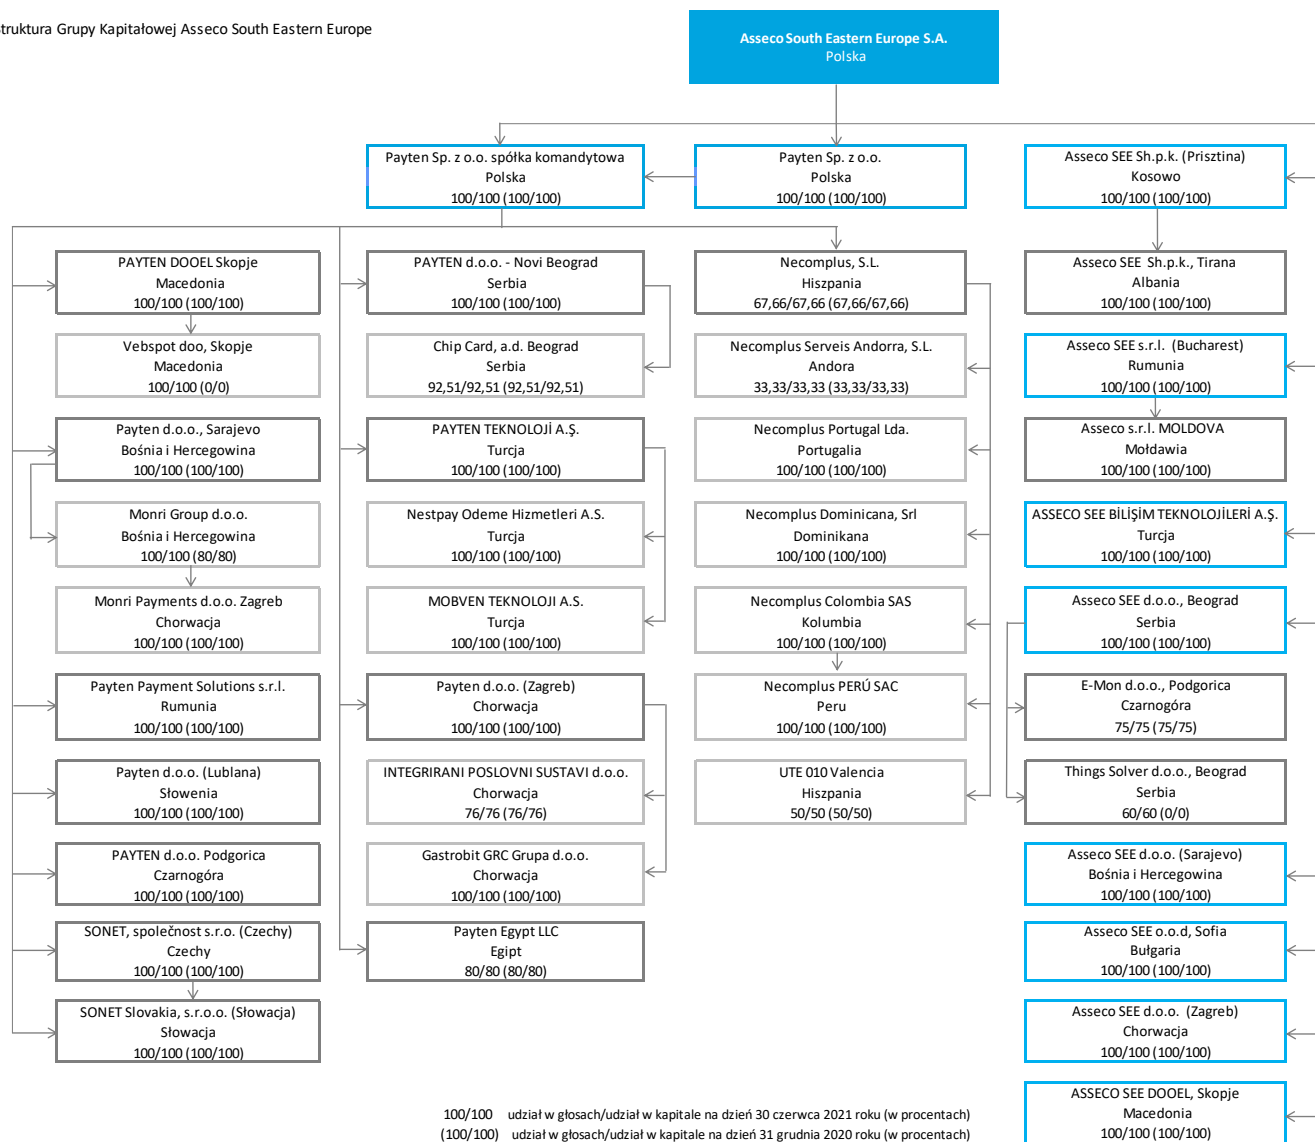 truktura Grupy Kapitałowej Asseco South Eastern Europe
Asseco South Eastern Europe S.A.
Polska
Payten Sp. z o.o. spółka komandytowa
Polska
100/100 (100/100)
Payten Sp. z o.o.
Polska
100/100 (100/100)
Asseco SEE Sh.p.k. (Prisztina)
Kosowo
100/100 (100/100)
PAYTEN DOOEL Skopje
Macedonia
100/100 (100/100)
PAYTEN d.o.o. - Novi Beograd
Serbia
100/100 (100/100)
Necomplus, S.L.
Hiszpania
67,66/67,66 (67,66/67,66)
Asseco SEE Sh.p.k., Tirana
Albania
100/100 (100/100)
Vebspot doo, Skopje
Macedonia
100/100 (0/0)
Chip Card, a.d. Beograd
Serbia
92,51/92,51 (92,51/92,51)
Necomplus Serveis Andorra, S.L.
Andora
33,33/33,33 (33,33/33,33)
Asseco SEE s.r.l. (Bucharest)
Rumunia
100/100 (100/100)
Payten d.o.o., Sarajevo
Bośnia i Hercegowina
100/100 (100/100)
PAYTEN TEKNOLOJİ A.Ş.
Turcja
100/100 (100/100)
Necomplus Portugal Lda.
Portugalia
100/100 (100/100)
Asseco s.r.l. MOLDOVA
Mołdawia
100/100 (100/100)
Monri Group d.o.o.
Bośnia i Hercegowina
100/100 (80/80)
Nestpay Odeme Hizmetleri A.S.
Turcja
100/100 (100/100)
Necomplus Dominicana, Srl
Dominikana
100/100 (100/100)
ASSECO SEE BİLİŞİM TEKNOLOJİLERİ A.Ş.
Turcja
100/100 (100/100)
Monri Payments d.o.o. Zagreb
Chorwacja
100/100 (100/100)
MOBVEN TEKNOLOJI A.S.
Turcja
100/100 (100/100)
Necomplus Colombia SAS
Kolumbia
100/100 (100/100)
Asseco SEE d.o.o., Beograd
Serbia
100/100 (100/100)
Payten Payment Solutions s.r.l.
Rumunia
100/100 (100/100)
Payten d.o.o. (Zagreb)
Chorwacja
100/100 (100/100)
Necomplus PERÚ SAC
Peru
100/100 (100/100)
E-Mon d.o.o., Podgorica
Czarnogóra
75/75 (75/75)
Payten d.o.o. (Lublana)
Słowenia
100/100 (100/100)
INTEGRIRANI POSLOVNI SUSTAVI d.o.o.
Chorwacja
76/76 (76/76)
UTE 010 Valencia
Hiszpania
50/50 (50/50)
Things Solver d.o.o., Beograd
Serbia
60/60 (0/0)
PAYTEN d.o.o. Podgorica
Czarnogóra
100/100 (100/100)
Gastrobit GRC Grupa d.o.o.
Chorwacja
100/100 (100/100)
Asseco SEE d.o.o. (Sarajevo)
Bośnia i Hercegowina
100/100 (100/100)
SONET, společnost s.r.o. (Czechy)
Czechy
100/100 (100/100)
Payten Egypt LLC
Egipt
80/80 (80/80)
Asseco SEE o.o.d, Sofia
Bułgaria
100/100 (100/100)
SONET Slovakia, s.r.o.o. (Słowacja)
Słowacja
100/100 (100/100)
Asseco SEE d.o.o. (Zagreb)
Chorwacja
100/100 (100/100)
ASSECO SEE DOOEL, Skopje
Macedonia
100/100 (100/100)
100/100 udział w głosach/udział w kapitale na dzień 30 czerwca 2021 roku (w procentach)
(100/100) udział w głosach/udział w kapitale na dzień 31 grudnia 2020 roku (w procentach)